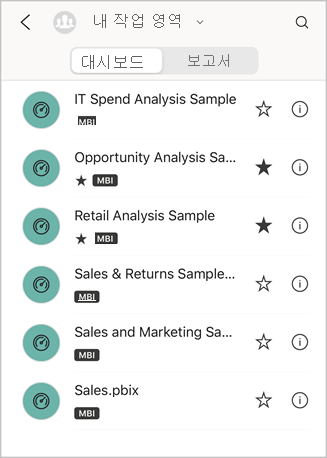 내 작업 영역
대시보드
보고서
IT Spend Analysis Sample
MBI
Opportunity Analysis Sa...
MBI
Retail Analysis Sample
MBI
Sales & Returns Sample...
MBI
Sales and Marketing Sa...
MBI
Sales.pbix
MBI